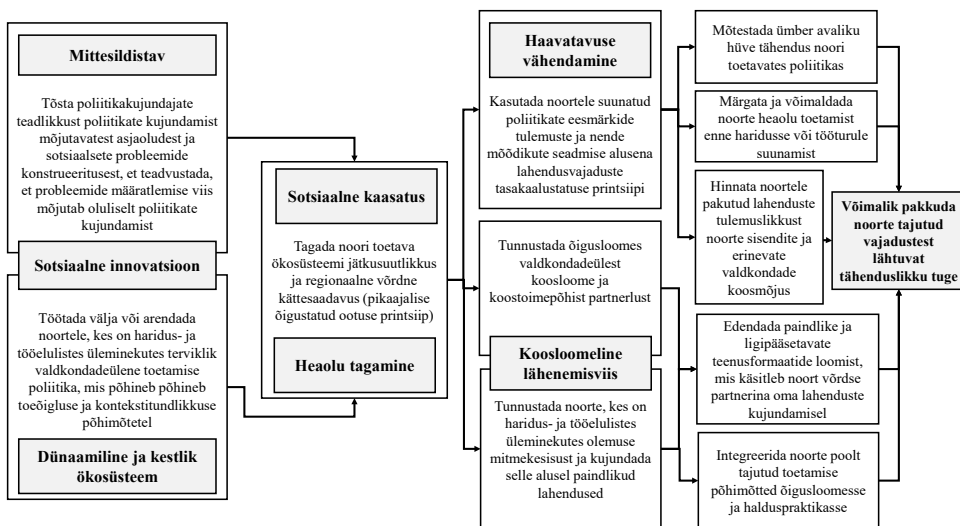 Mittesildistav
Tõsta poliitikakujundajate
teadlikkust poliitikate kujundamist
mõjutavatest asjaoludest ja
sotsiaalsete probleemide
konstrueeritusest, et teadvustada,
et probleemide määratlemise viis
mõjutab oluliselt poliitikate
kujundamist
Sotsiaalne innovatsioon
Töötada välja või arendada
noortele, kes on haridus- ja
tööelulistes üleminekutes terviklik
valdkondadeülene toetamise
poliitika, mis põhineb põhineb
toeõigluse ja kontekstitundlikkuse
põhimõtetel
Dünaamiline ja kestlik
ökosüsteem
Sotsiaalne kaasatus
Tagada noori toetava
ökosüsteemi jätkusuutlikkus
ja regionaalne võrdne
kättesaadavus (pikaajalise
õigustatud ootuse printsiip)
Heaolu tagamine
Haavatavuse
vähendamine
Kasutada noortele suunatud
poliitikate eesmärkide
tulemuste ja nende
mõõdikute seadmise alusena
lahendusvajaduste
tasakaalustatuse printsiipi
Tunnustada õigusloomes
valdkondadeülest
koosloome ja
koostoimepõhist partnerlust
Koosloomeline
lähenemisviis
Tunnustada noorte, kes on
haridus- ja tööelulistes
üleminekutes olemuse
mitmekesisust ja kujundada
selle alusel paindlikud
lahendused
Mõtestada ümber avaliku
hüve tähendus noori
toetavates poliitikas
Märgata ja võimaldada
noorte heaolu toetamist
enne haridusse või tööturule
suunamist
Hinnata noortele
pakutud lahenduste
tulemuslikkust
noorte sisendite ja
erinevate
valdkondade
koosmõjus
Edendada paindlike ja
ligipääsetavate
teenusformaatide loomist,
mis käsitleb noort võrdse
partnerina oma lahenduste
kujundamisel
Integreerida noorte poolt
tajutud toetamise
põhimõtted õigusloomesse
ja halduspraktikasse
Võimalik pakkuda
noorte tajutud
vajadustest
lähtuvat
tähenduslikku tuge